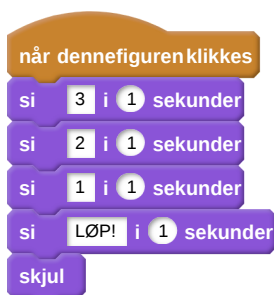 når dennefiguren klikkes
si 3 i 1 sekunder
si 2 i 1 sekunder
si 1 i 1 sekunder
si LØP! i 1 sekunder
skjul